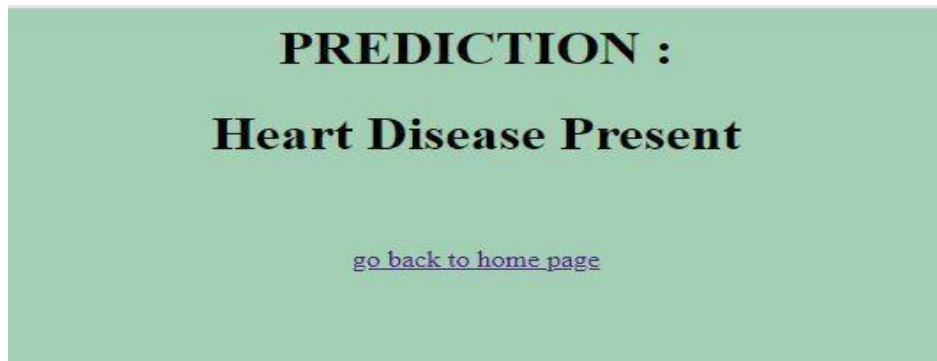 PREDICTION :
Heart Disease Present
go back to home page